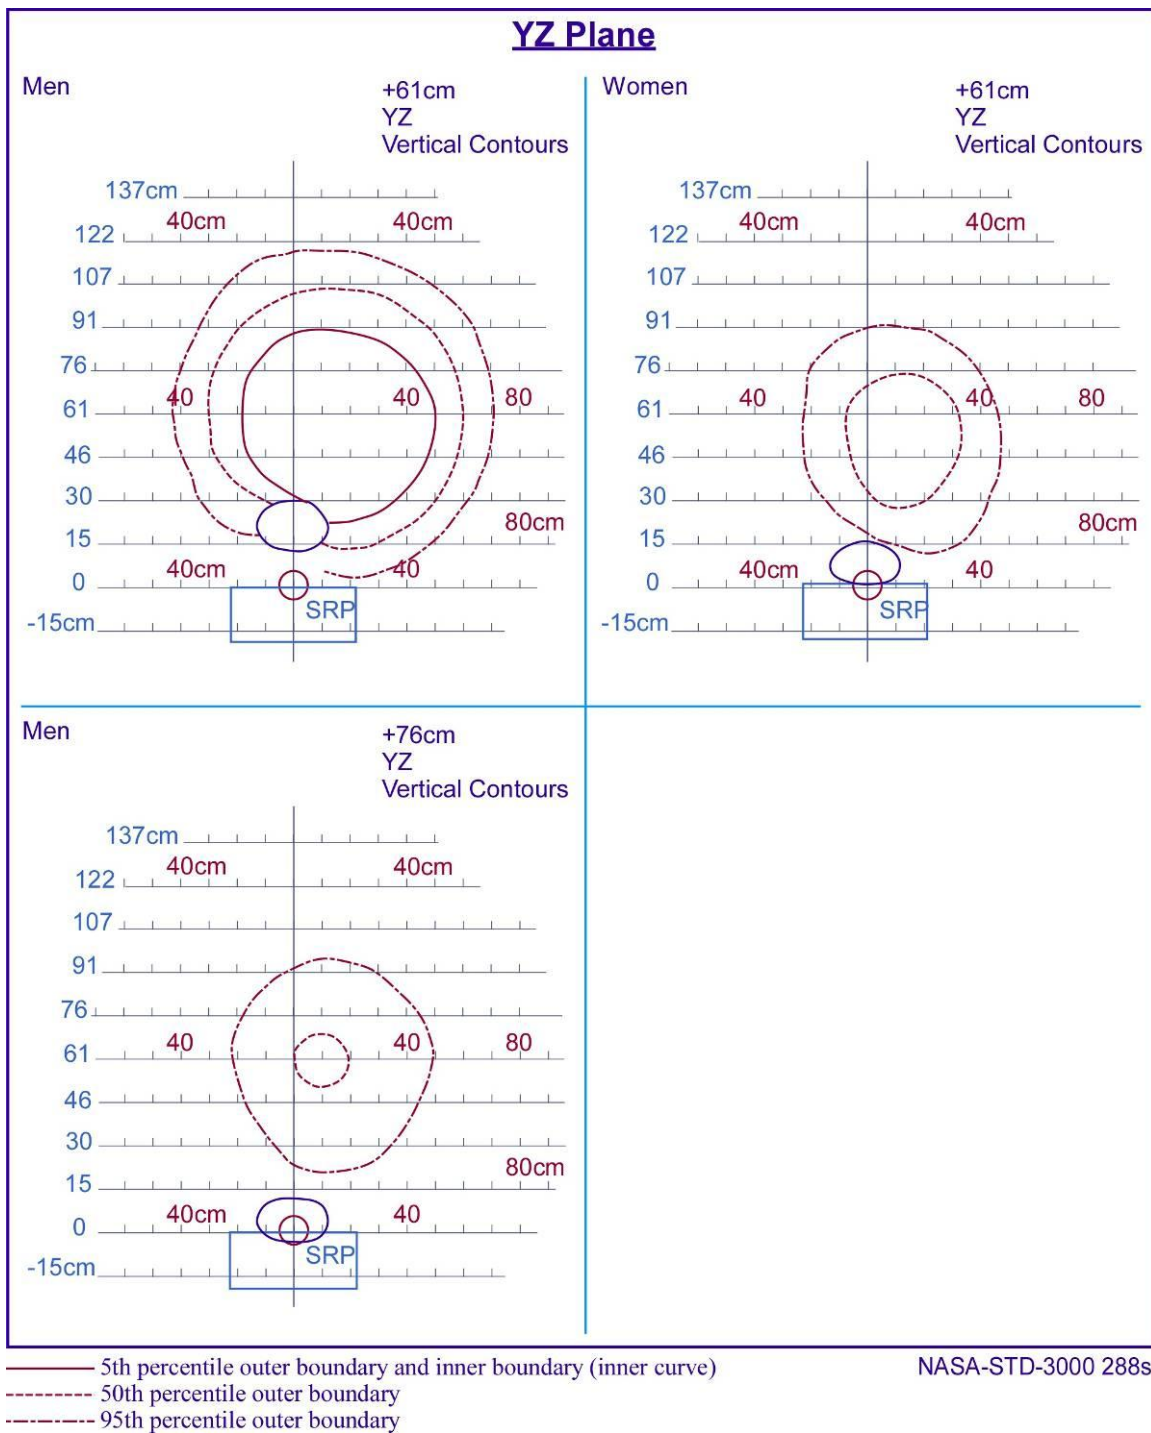 YZ Plane
Men
+61cm
YZ
Vertical Contours
137cm
40cm 40cm
122
107
91
76
40 40 80
61
46
30
80cm
15
40cm 40
0
SRP
-15cm
Women
+61cm
YZ
Vertical Contours
137cm
40cm 40cm
122
107
91
76
40 40 80
61
46
30
80cm
15
40cm 40
0
SRP
-15cm
Men
+76cm
YZ
Vertical Contours
137cm
40cm 40cm
122
107
91
76
40 40 80
61
46
30
80cm
15
40cm 40
0
SRP
-15cm
5th percentile outer boundary and inner boundary (inner curve)
NASA-STD-3000 288s
50th percentile outer boundary
95th percentile outer boundary